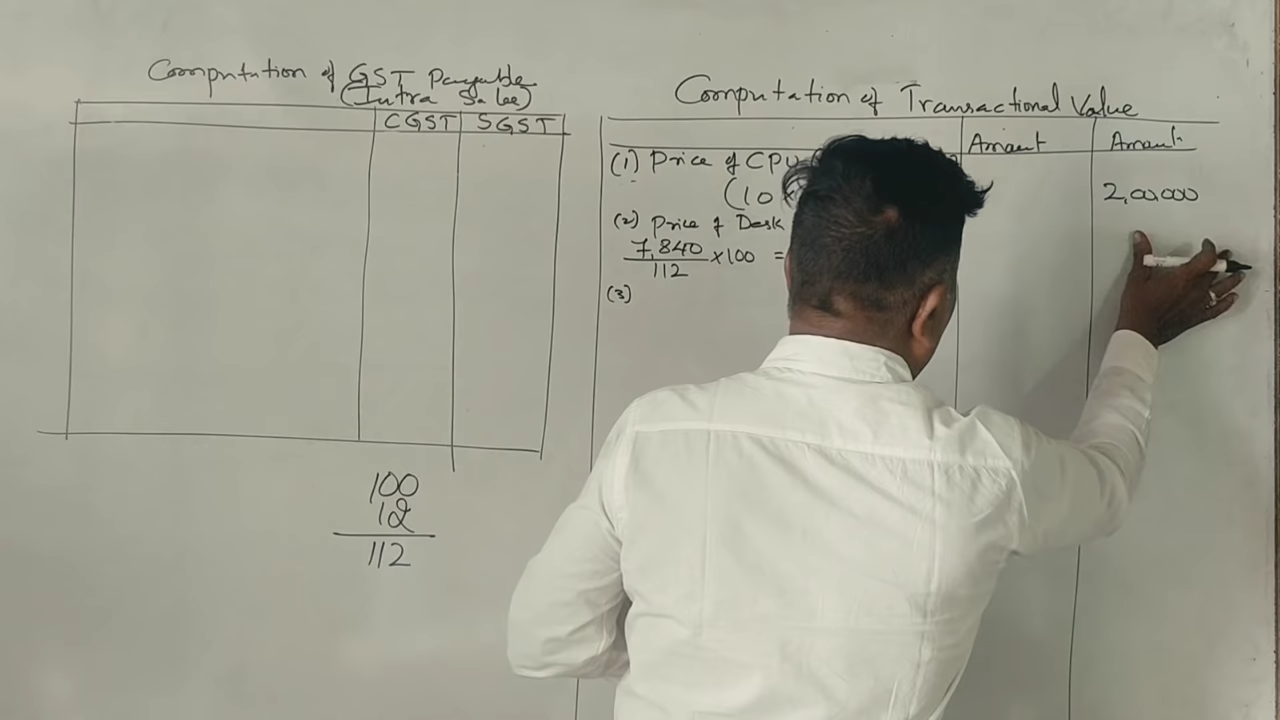 Computation of GST Payable
(Intra Sales)
CGST SGST
100
12
112
Computation of Transactional Value
Amount Amount
(1) Price of CPU
(10 ×
2,00,000
(2) Price of Desk
7,840
112
×100 =
(3)